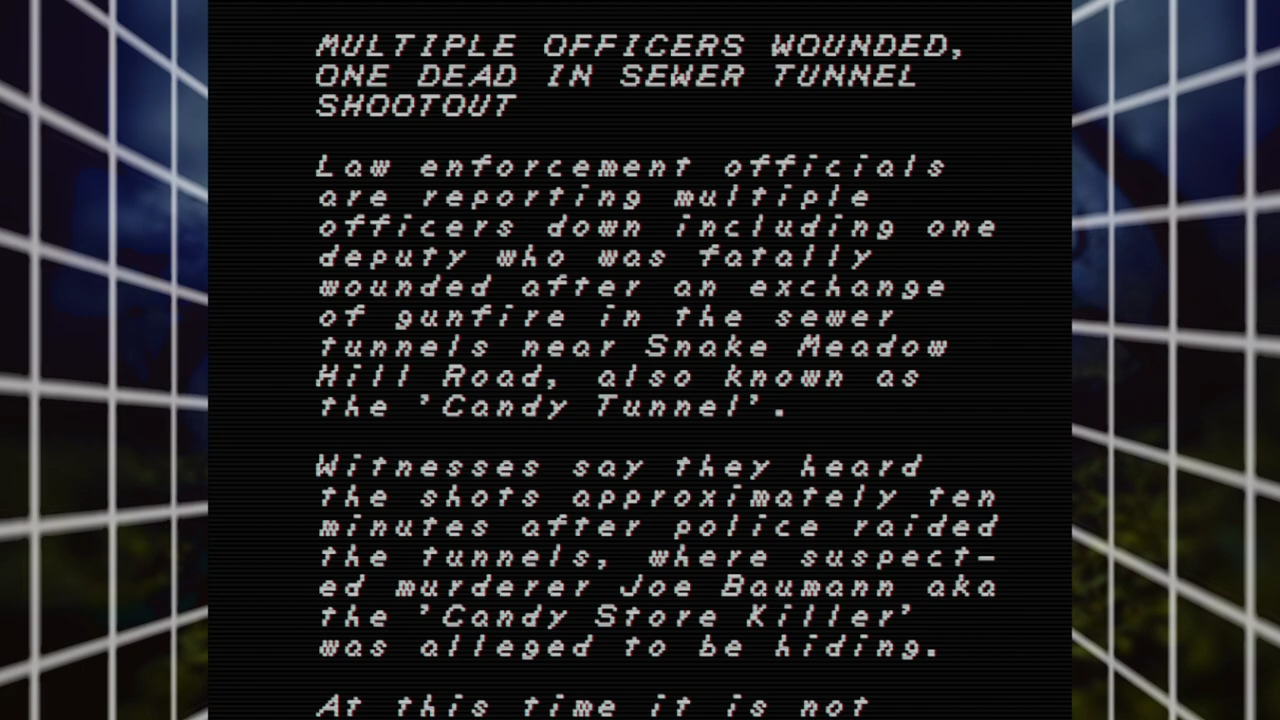 MULTIPLE OFFICERS WOUNDED,
ONE DEAD IN SEWER TUNNEL
SHOOTOUT
Law enforcement officials
are reporting multiple
officers down including one
deputy who was fatally
wounded after an exchange
of gunfire in the sewer
tunnels near Snake Meadow
Hill Road, also known as
the 'Candy Tunnel'.
Witnesses say they heard
the shots approximately ten
minutes after police raided
the tunnels, where suspect-
ed murderer Joe Baumann aka
the 'Candy Store Killer'
was alleged to be hiding.
At this time it is not